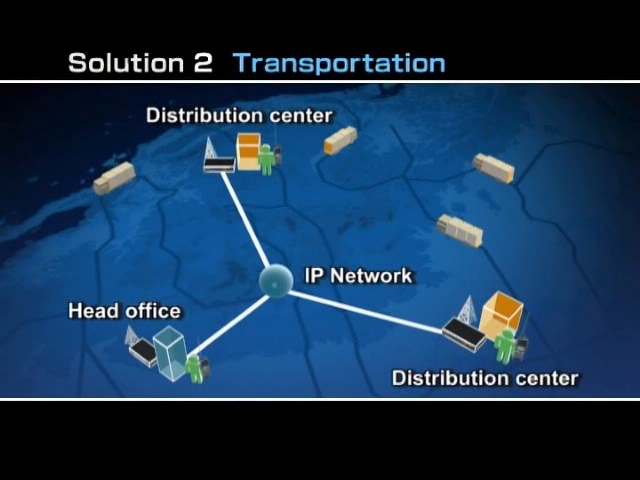 Solution 2 Transportation
Distribution center
IP Network
Head office
Distribution center